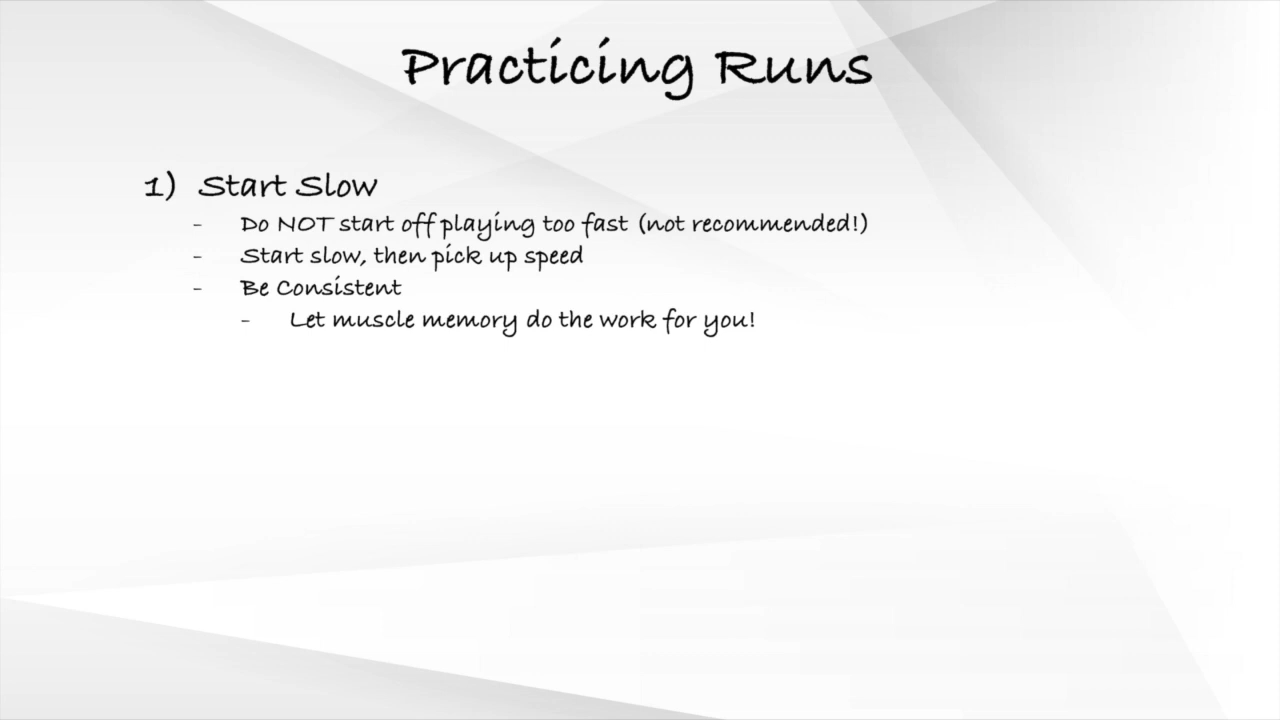 Practicing Runs
1) Start Slow
- Do NOT start off playing too fast (not recommended!)
- Start slow, then pick up speed
- Be Consistent
- Let muscle memory do the work for you!